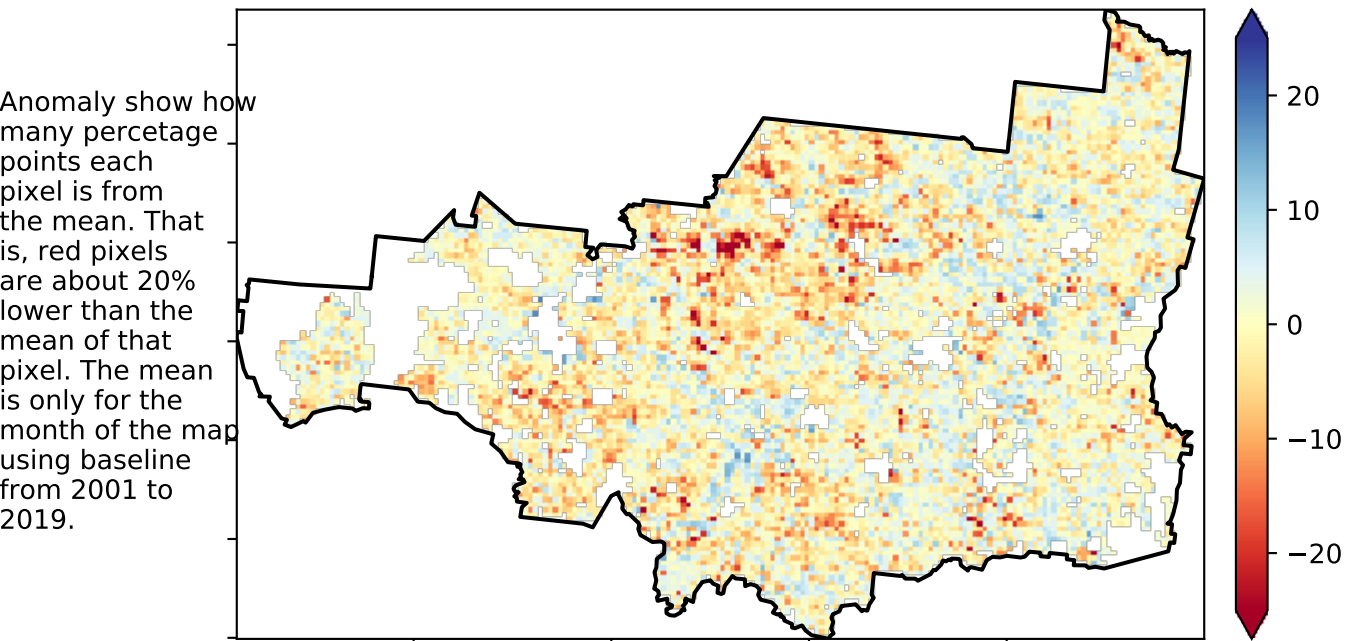 Anomaly show how
many percetage
points each
pixel is from
the mean. That
is, red pixels
are about 20%
lower than the
mean of that
pixel. The mean
is only for the
month of the map
using baseline
from 2001 to
2019.
20
10
0
−10
−20